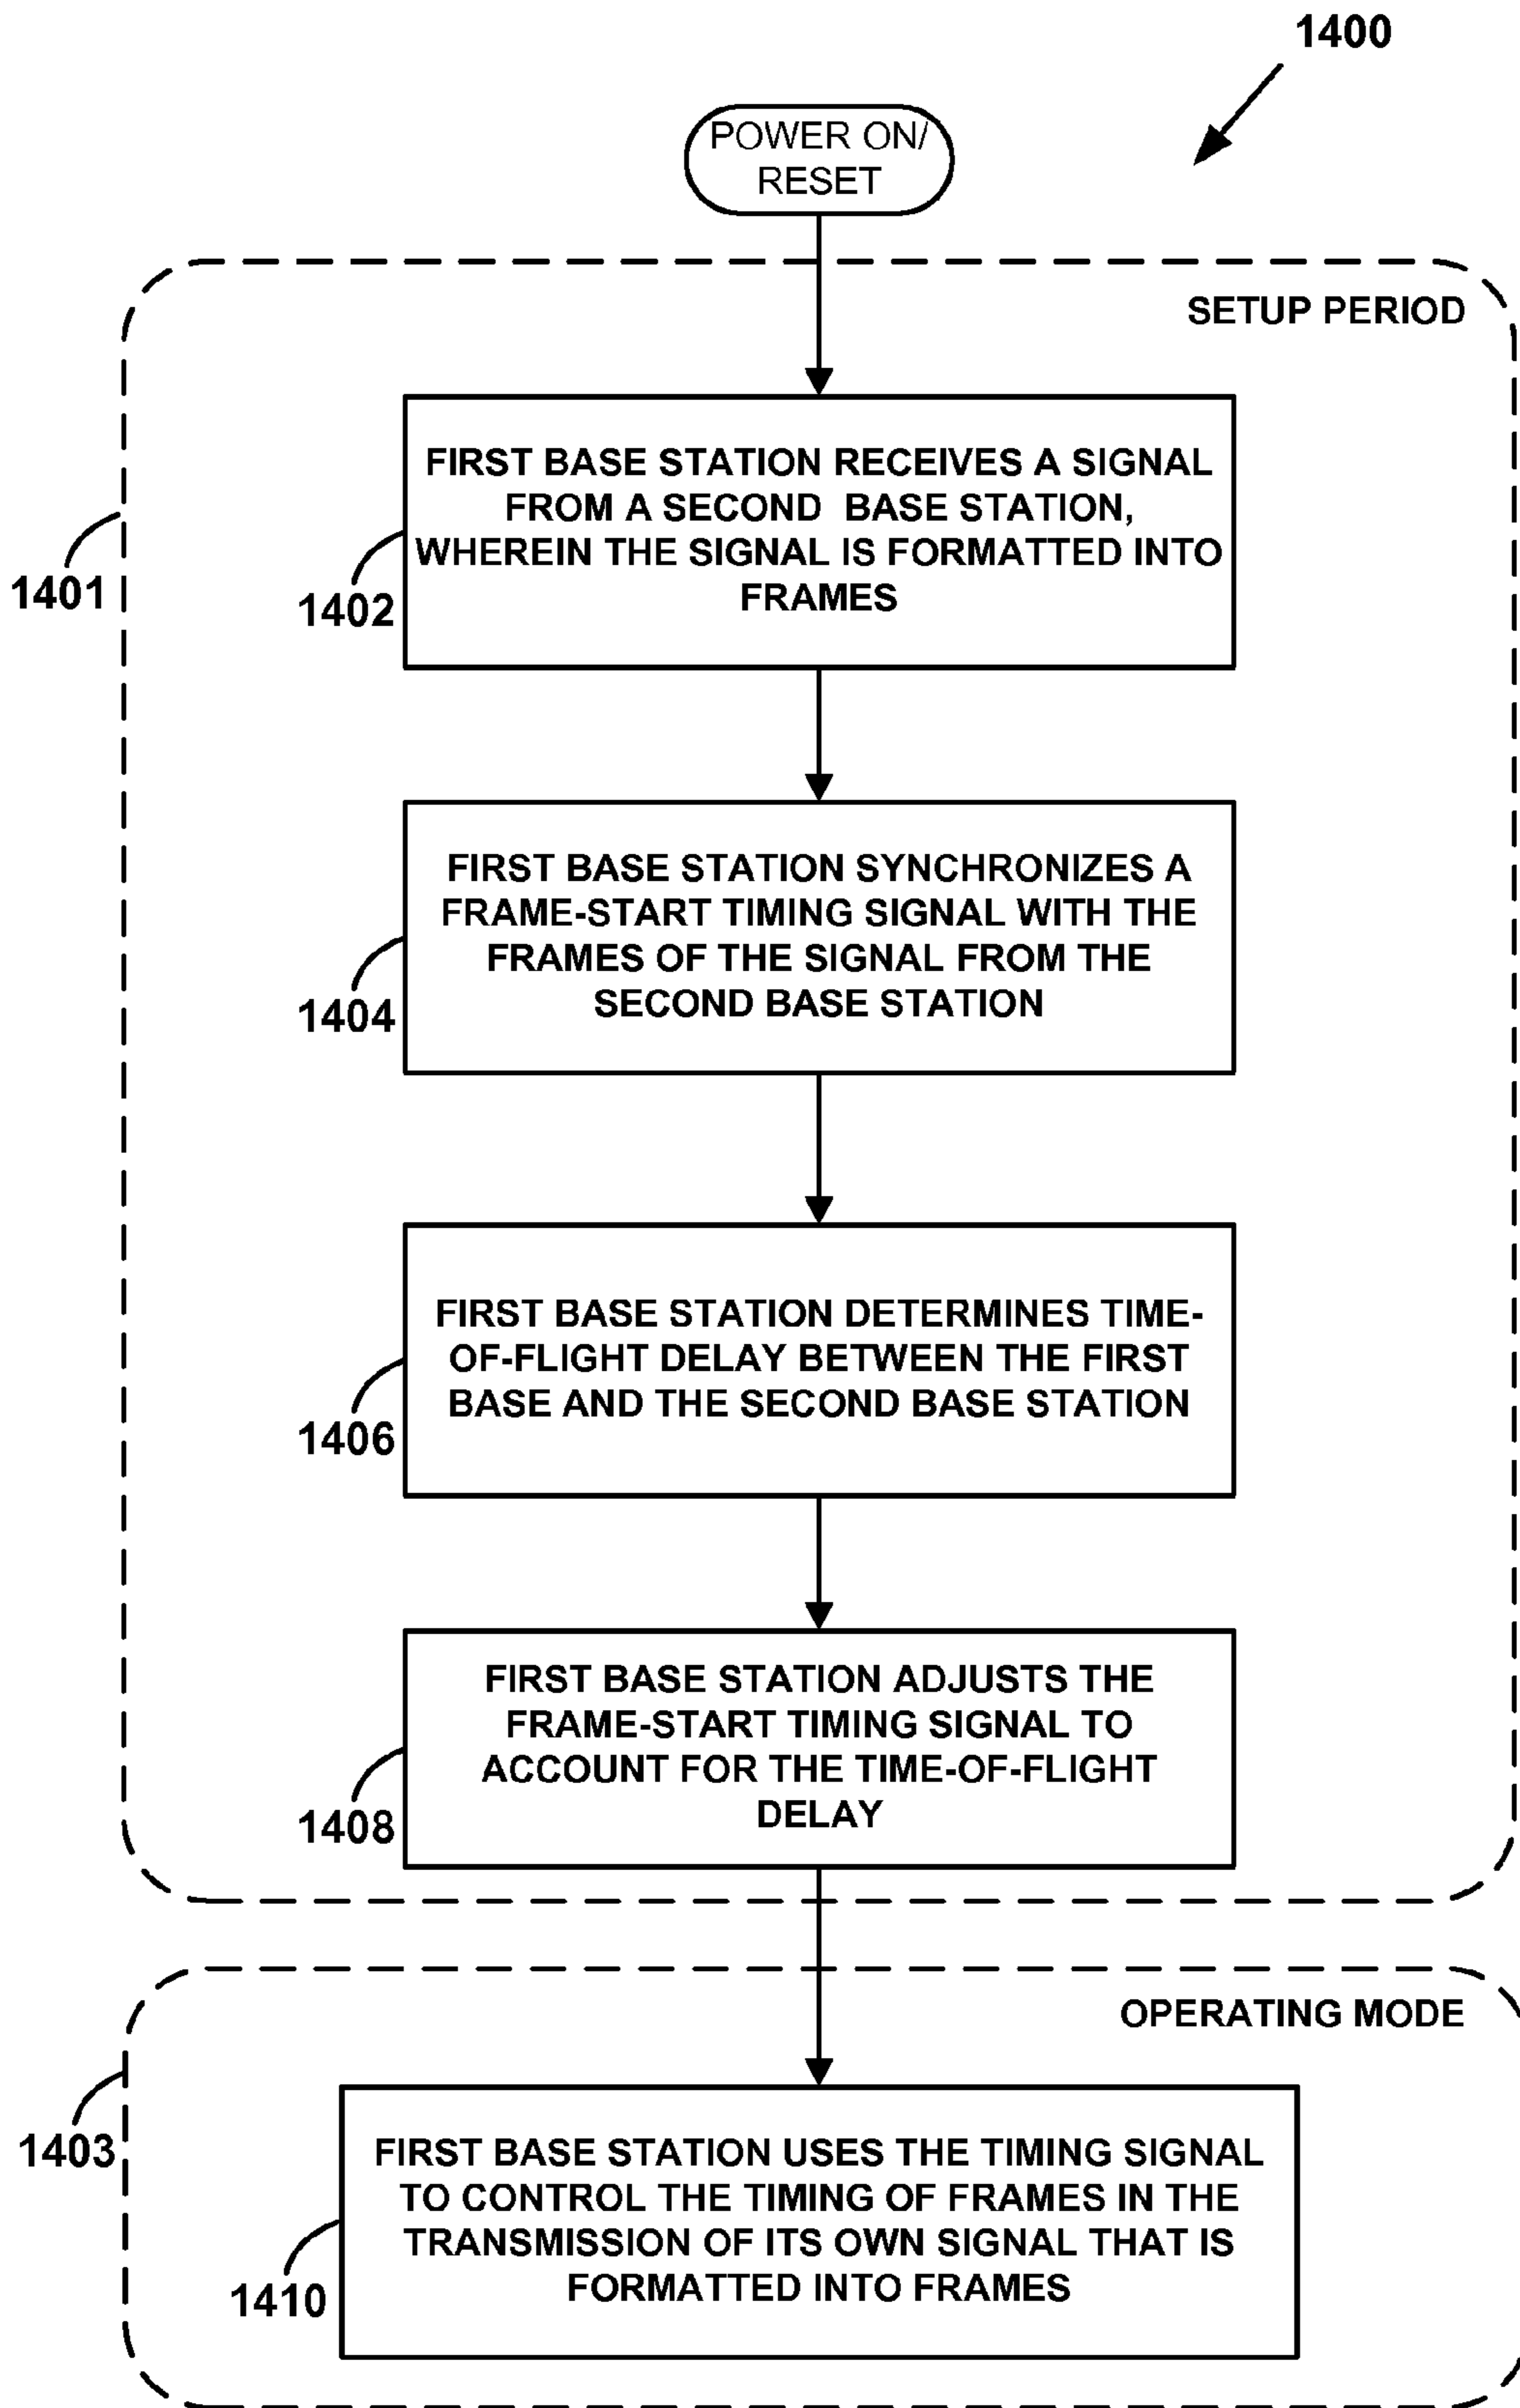 1400
POWER ON/
RESET
SETUP PERIOD
FIRST BASE STATION RECEIVES A SIGNAL
FROM A SECOND BASE STATION,
WHEREIN THE SIGNAL IS FORMATTED INTO
FRAMES
1401
1402
FIRST BASE STATION SYNCHRONIZES A
FRAME-START TIMING SIGNAL WITH THE
FRAMES OF THE SIGNAL FROM THE
SECOND BASE STATION
1404
FIRST BASE STATION DETERMINES TIME-
OF-FLIGHT DELAY BETWEEN THE FIRST
BASE AND THE SECOND BASE STATION
1406
FIRST BASE STATION ADJUSTS THE
FRAME-START TIMING SIGNAL TO
ACCOUNT FOR THE TIME-OF-FLIGHT
DELAY
1408
OPERATING MODE
1403
FIRST BASE STATION USES THE TIMING SIGNAL
TO CONTROL THE TIMING OF FRAMES IN THE
TRANSMISSION OF ITS OWN SIGNAL THAT IS
FORMATTED INTO FRAMES
1410